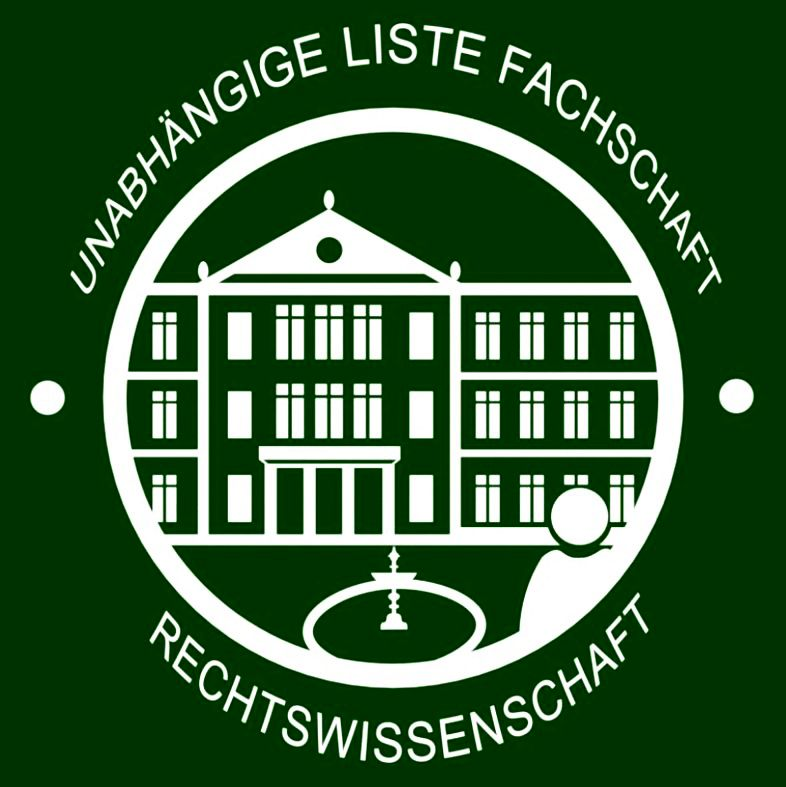 UNABHÄNGIGE LISTE FACHSCHAFT
RECHTSWISSENSCHAFT